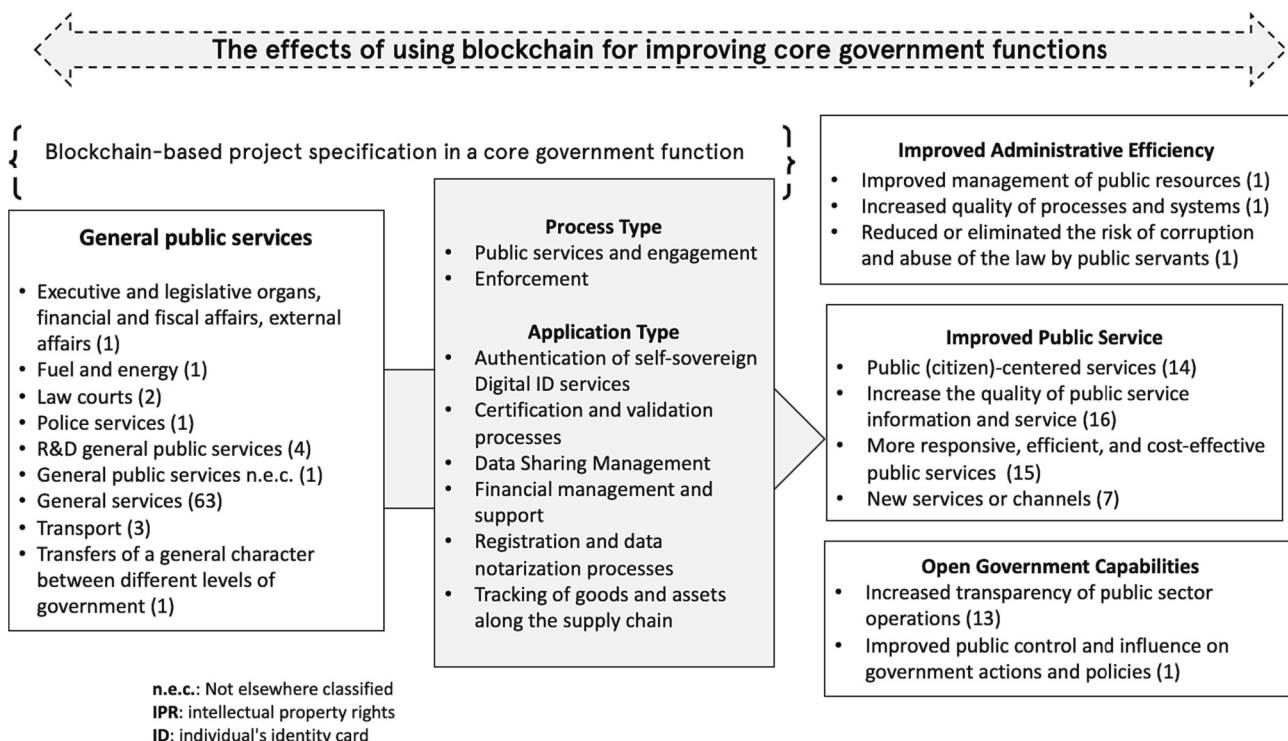 The effects of using blockchain for improving core government functions
Blockchain-based project specification in a core government function
General public services
• Executive and legislative organs,
financial and fiscal affairs, external
affairs (1)
• Fuel and energy (1)
• Law courts (2)
• Police services (1)
• R&D general public services (4)
• General public services n.e.c. (1)
• General services (63)
• Transport (3)
• Transfers of a general character
between different levels of
government (1)
Process Type
• Public services and engagement
• Enforcement
Application Type
• Authentication of self-sovereign
Digital ID services
• Certification and validation
processes
• Data Sharing Management
• Financial management and
support
• Registration and data
notarization processes
• Tracking of goods and assets
along the supply chain
Improved Administrative Efficiency
• Improved management of public resources (1)
• Increased quality of processes and systems (1)
• Reduced or eliminated the risk of corruption
and abuse of the law by public servants (1)
Improved Public Service
• Public (citizen)-centered services (14)
• Increase the quality of public service
information and service (16)
• More responsive, efficient, and cost-effective
public services (15)
• New services or channels (7)
Open Government Capabilities
• Increased transparency of public sector
operations (13)
• Improved public control and influence on
government actions and policies (1)
n.e.c.: Not elsewhere classified
IPR: intellectual property rights
ID: individual's identity card